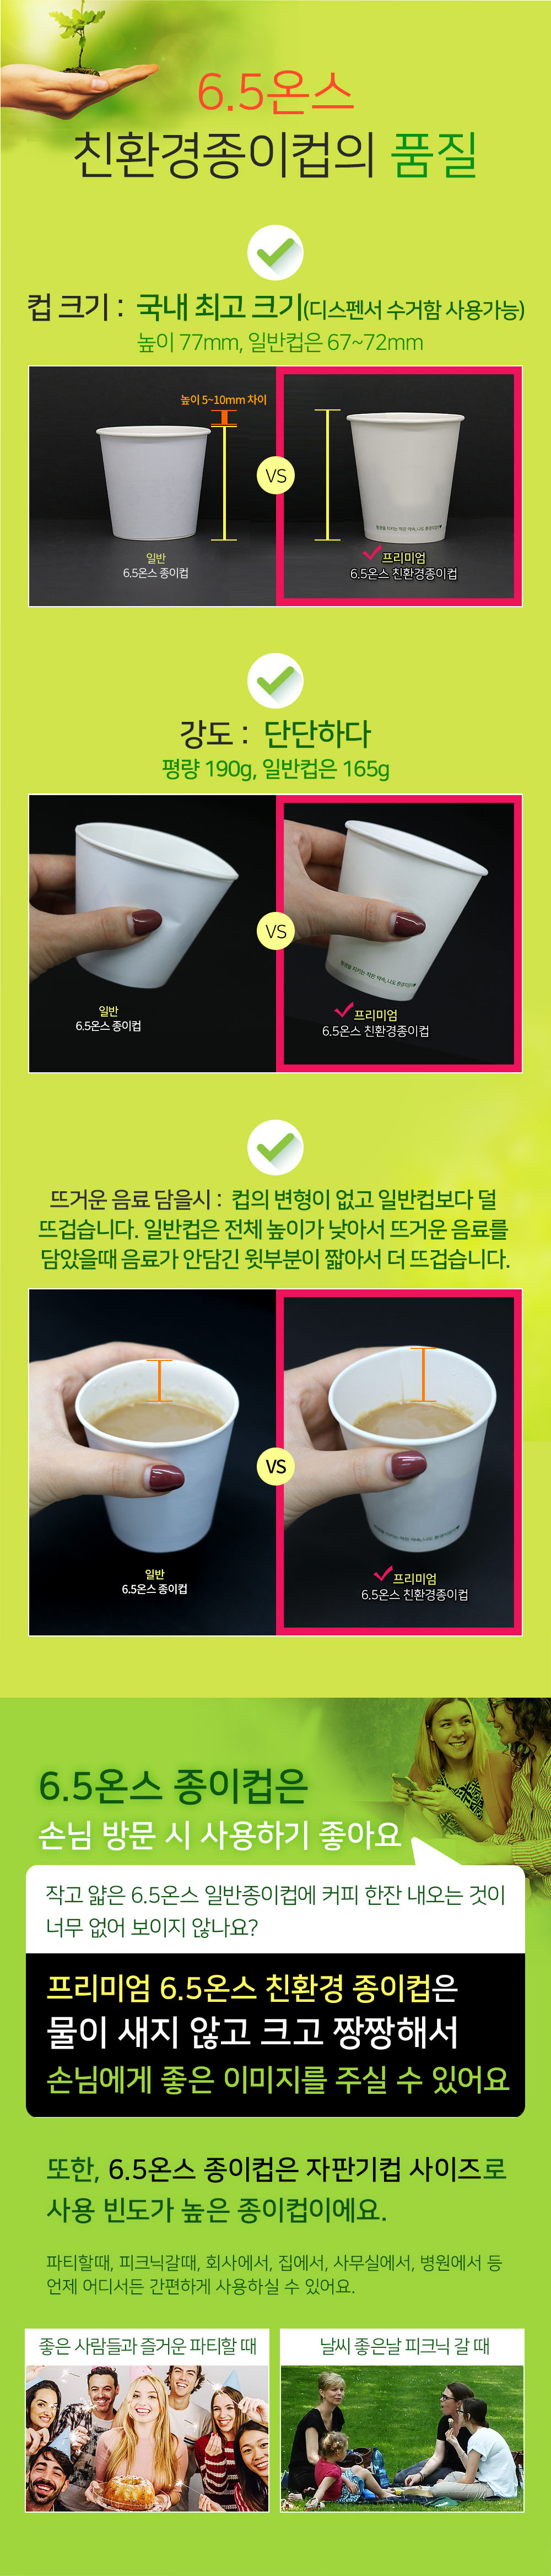 6.5온스
친환경종이컵의 품질
컵 크기 : 국내 최고 크기(디스펜서 수거함 사용가능)
높이 77mm, 일반컵은 67~72mm
높이 5~10mm 차이
VS
일반
6.5온스 종이컵
프리미엄
6.5온스 친환경종이컵
강도 : 단단하다
평량 190g, 일반컵은 165g
VS
일반
6.5온스 종이컵
프리미엄
6.5온스 친환경종이컵
뜨거운 음료 담을시 : 컵의 변형이 없고 일반컵보다 덜
뜨겁습니다. 일반컵은 전체 높이가 낮아서 뜨거운 음료를
담았을때 음료가 안담긴 윗부분이 짧아서 더 뜨겁습니다.
VS
일반
6.5온스 종이컵
프리미엄
6.5온스 친환경종이컵
6.5온스 종이컵은
손님 방문 시 사용하기 좋아요
작고 얇은 6.5온스 일반종이컵에 커피 한잔 내오는 것이
너무 없어 보이지 않나요?
프리미엄 6.5온스 친환경 종이컵은
물이 새지 않고 크고 짱짱해서
손님에게 좋은 이미지를 주실 수 있어요
또한, 6.5온스 종이컵은 자판기컵 사이즈로
사용 빈도가 높은 종이컵이에요.
파티할때, 피크닉갈때, 회사에서, 집에서, 사무실에서, 병원에서 등
언제 어디서든 간편하게 사용하실 수 있어요.
좋은 사람들과 즐거운 파티할 때
날씨 좋은날 피크닉 갈 때